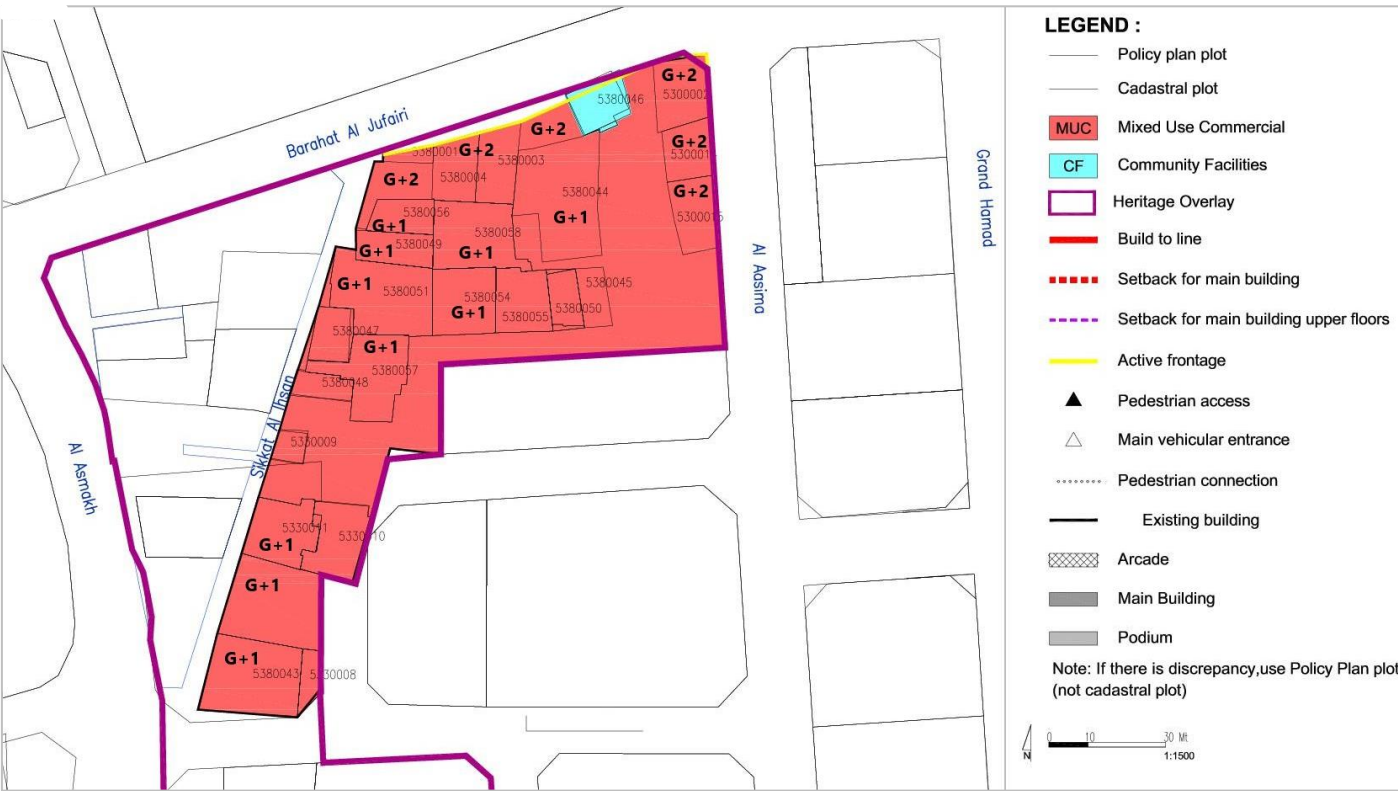 LEGEND :
Policy plan plot
Cadastral plot
MUC Mixed Use Commercial
CF Community Facilities
Heritage Overlay
Build to line
Setback for main building
Setback for main building upper floors
Active frontage
Pedestrian access
Main vehicular entrance
Pedestrian connection
Existing building
Arcade
Main Building
Podium
Note: If there is discrepancy,use Policy Plan plot
(not cadastral plot)
N
0 10 30 Mt
1:1500
Barahat Al Jufairi
Grand Hamad
Al Aasima
Sikkat Al Ihsan
Al Asmakh
G+2
5300002
5380046
G+2
G+2
5380001
G+2
5380003
G+2
5380004
5380044
G+2
5380056
G+1
G+1
5380058
G+1
5380049
G+1
G+1
5380051
5380054
5380045
G+1
5380055
5380050
5380047
G+1
5380057
5380048
5330009
G+1
G+1
G+1
5380043
5330008